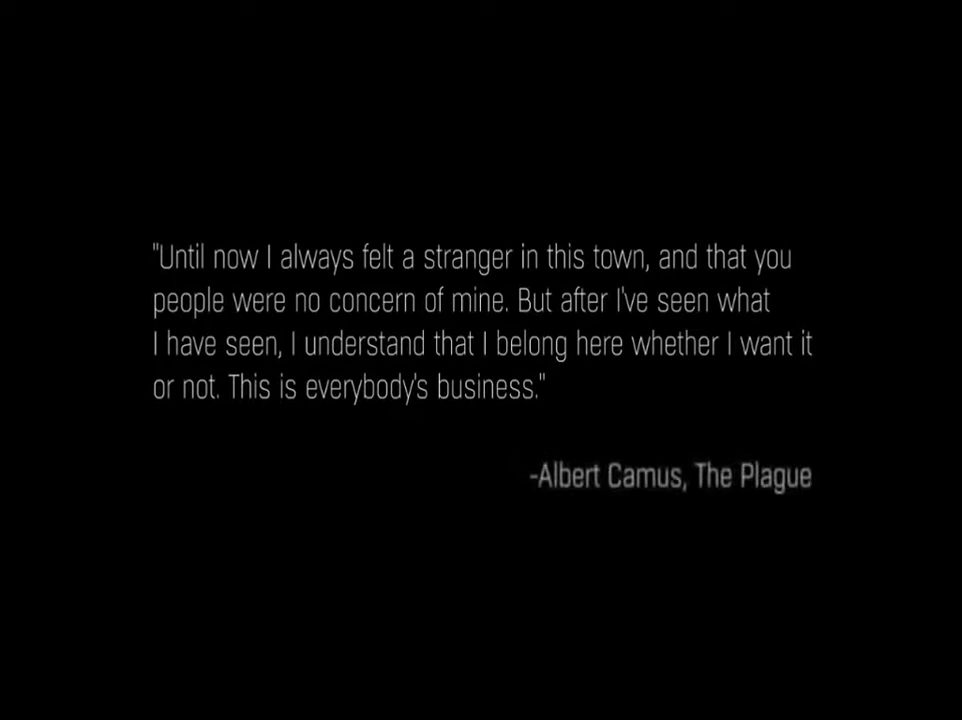 "Until now I always felt a stranger in this town, and that you
people were no concern of mine. But after I've seen what
I have seen, I understand that I belong here whether I want it
or not. This is everybody's business."
-Albert Camus, The Plague